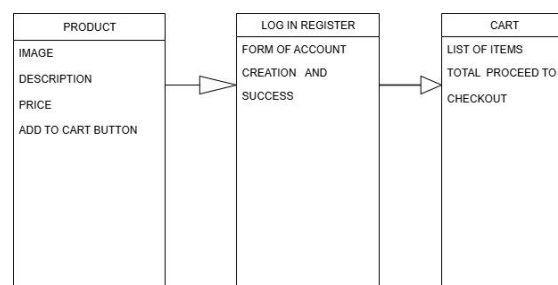 PRODUCT
IMAGE
DESCRIPTION
PRICE
ADD TO CART BUTTON
LOG IN REGISTER
FORM OF ACCOUNT
CREATION AND
SUCCESS
CART
LIST OF ITEMS
TOTAL PROCEED TO
CHECKOUT